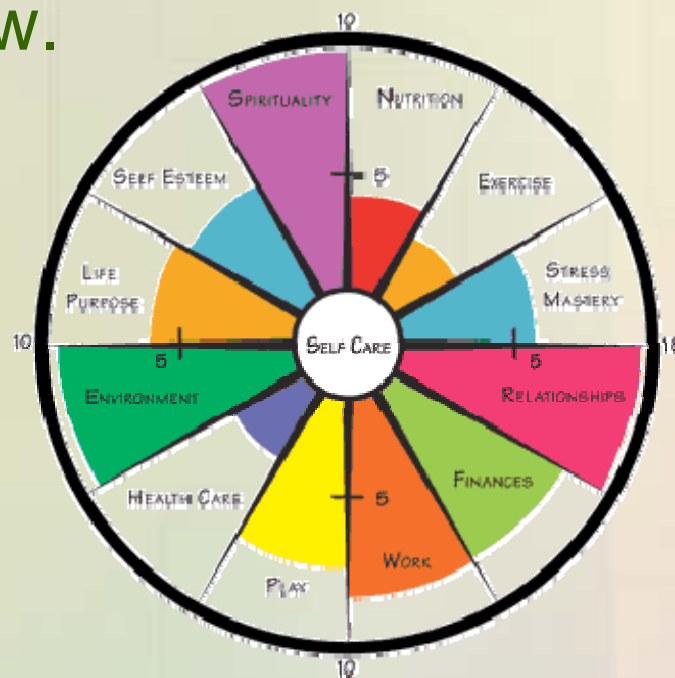 w.
10
SPIRITUALITY
NUTRITION
5
SELF ESTEEM
EXERCISE
LIFE
PURPOSE
STRESS
MASTERY
10
5
SELF CARE
5
ENVIRONMENT
RELATIONSHIPS
HEALTH CARE
FINANCES
5
PLAY
WORK
10